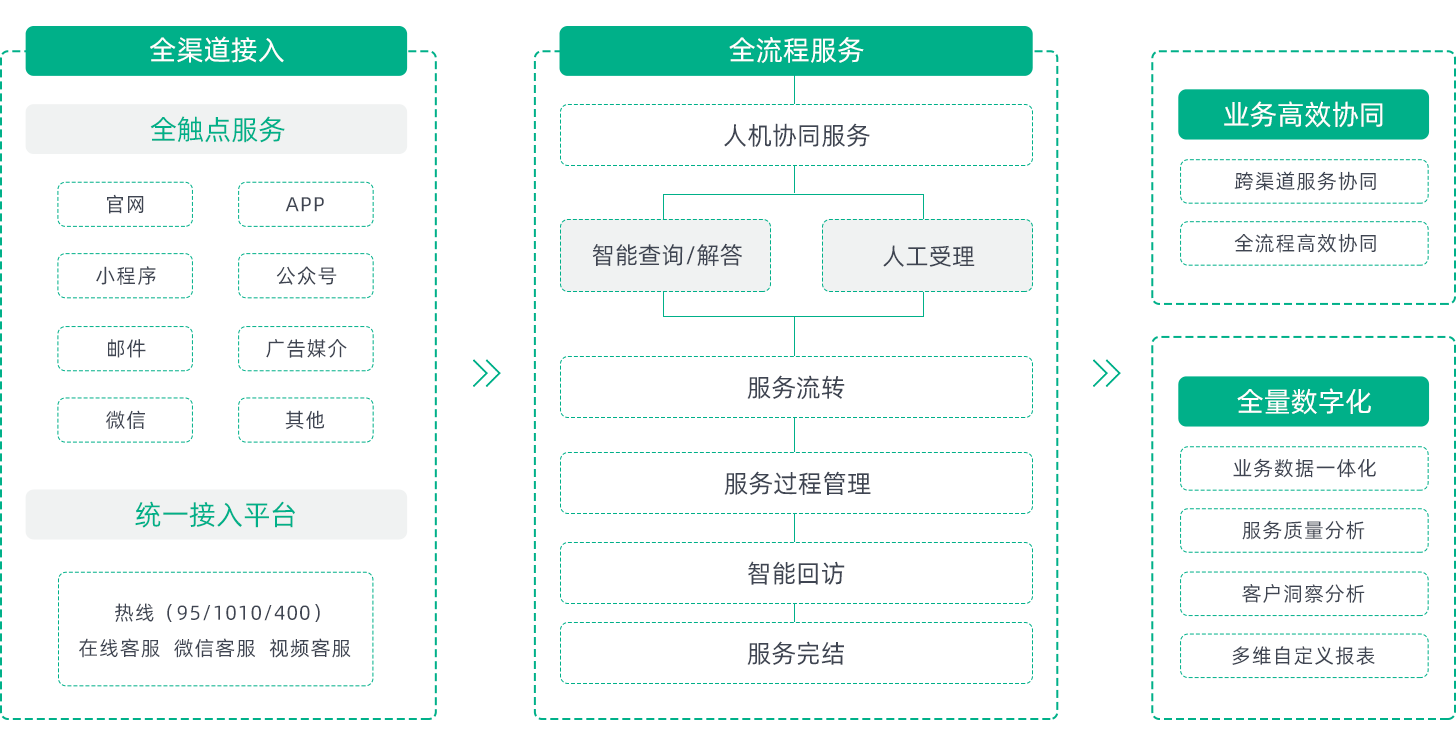 全渠道接入
全触点服务
官网
APP
小程序
公众号
邮件
广告媒介
微信
其他
统一接入平台
热线（95/1010/400）
在线客服 微信客服 视频客服
全流程服务
人机协同服务
智能查询/解答
人工受理
服务流转
服务过程管理
智能回访
服务完结
业务高效协同
跨渠道服务协同
全流程高效协同
全量数字化
业务数据一体化
服务质量分析
客户洞察分析
多维自定义报表